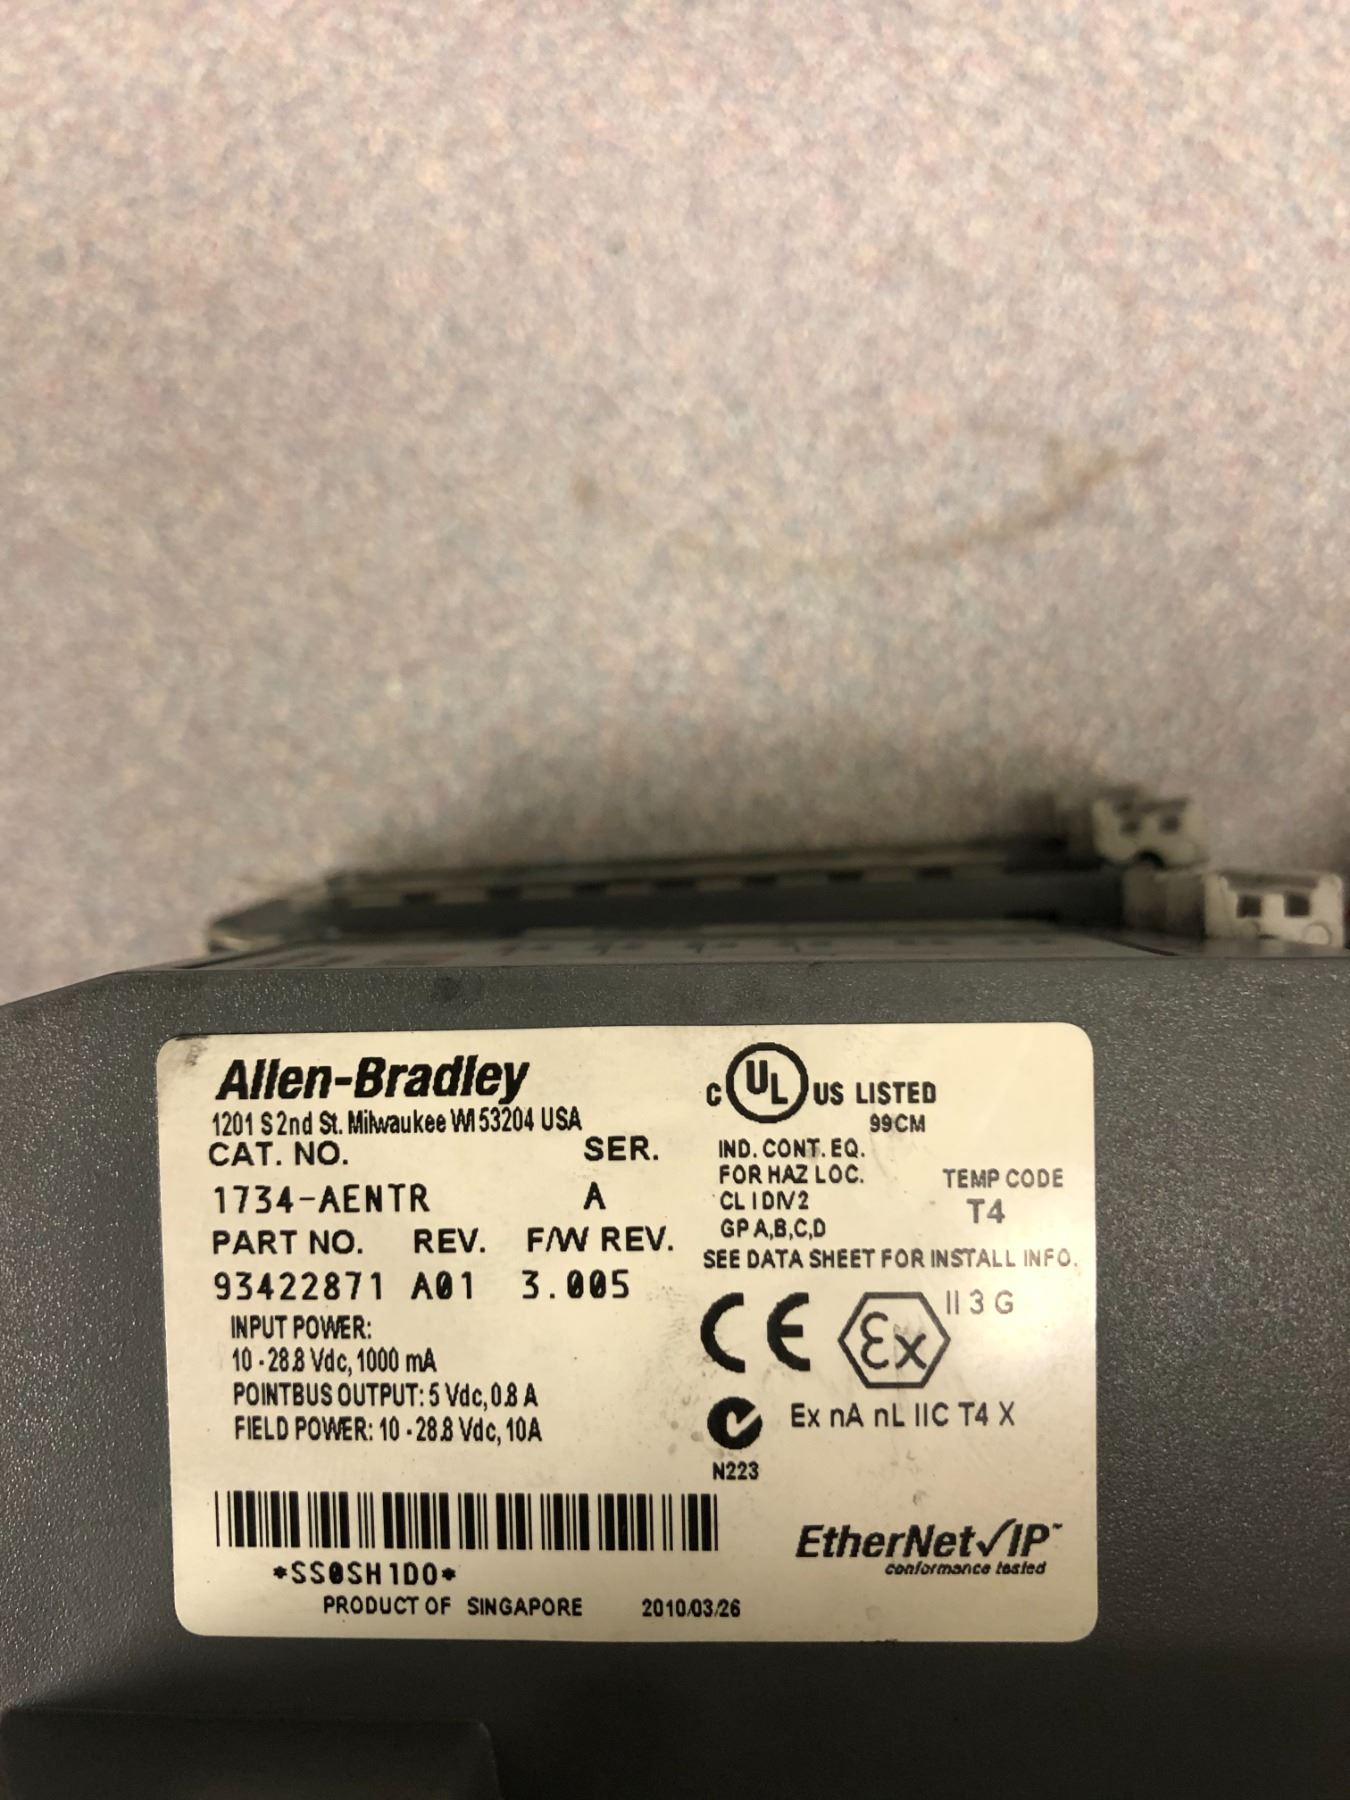 Allen-Bradley
1201 S 2nd St. Milwaukee WI 53204 USA
CAT. NO. SER.
1734-AENTR A
PART NO. REV. F/W REV.
93422871 A01 3.005
INPUT POWER:
10 - 28.8 Vdc, 1000 mA
POINTBUS OUTPUT: 5 Vdc, 0.8 A
FIELD POWER: 10 - 28.8 Vdc, 10A
*SS0SH1D0*
PRODUCT OF SINGAPORE 2010/03/26
C UL US LISTED
99CM
IND. CONT. EQ.
FOR HAZ LOC.
CL I DIV 2
GP A,B,C,D
TEMP CODE
T4
SEE DATA SHEET FOR INSTALL INFO.
CE Ex II 3 G
Ex nA nL IIC T4 X
N223
EtherNet/IP™
conformance tested